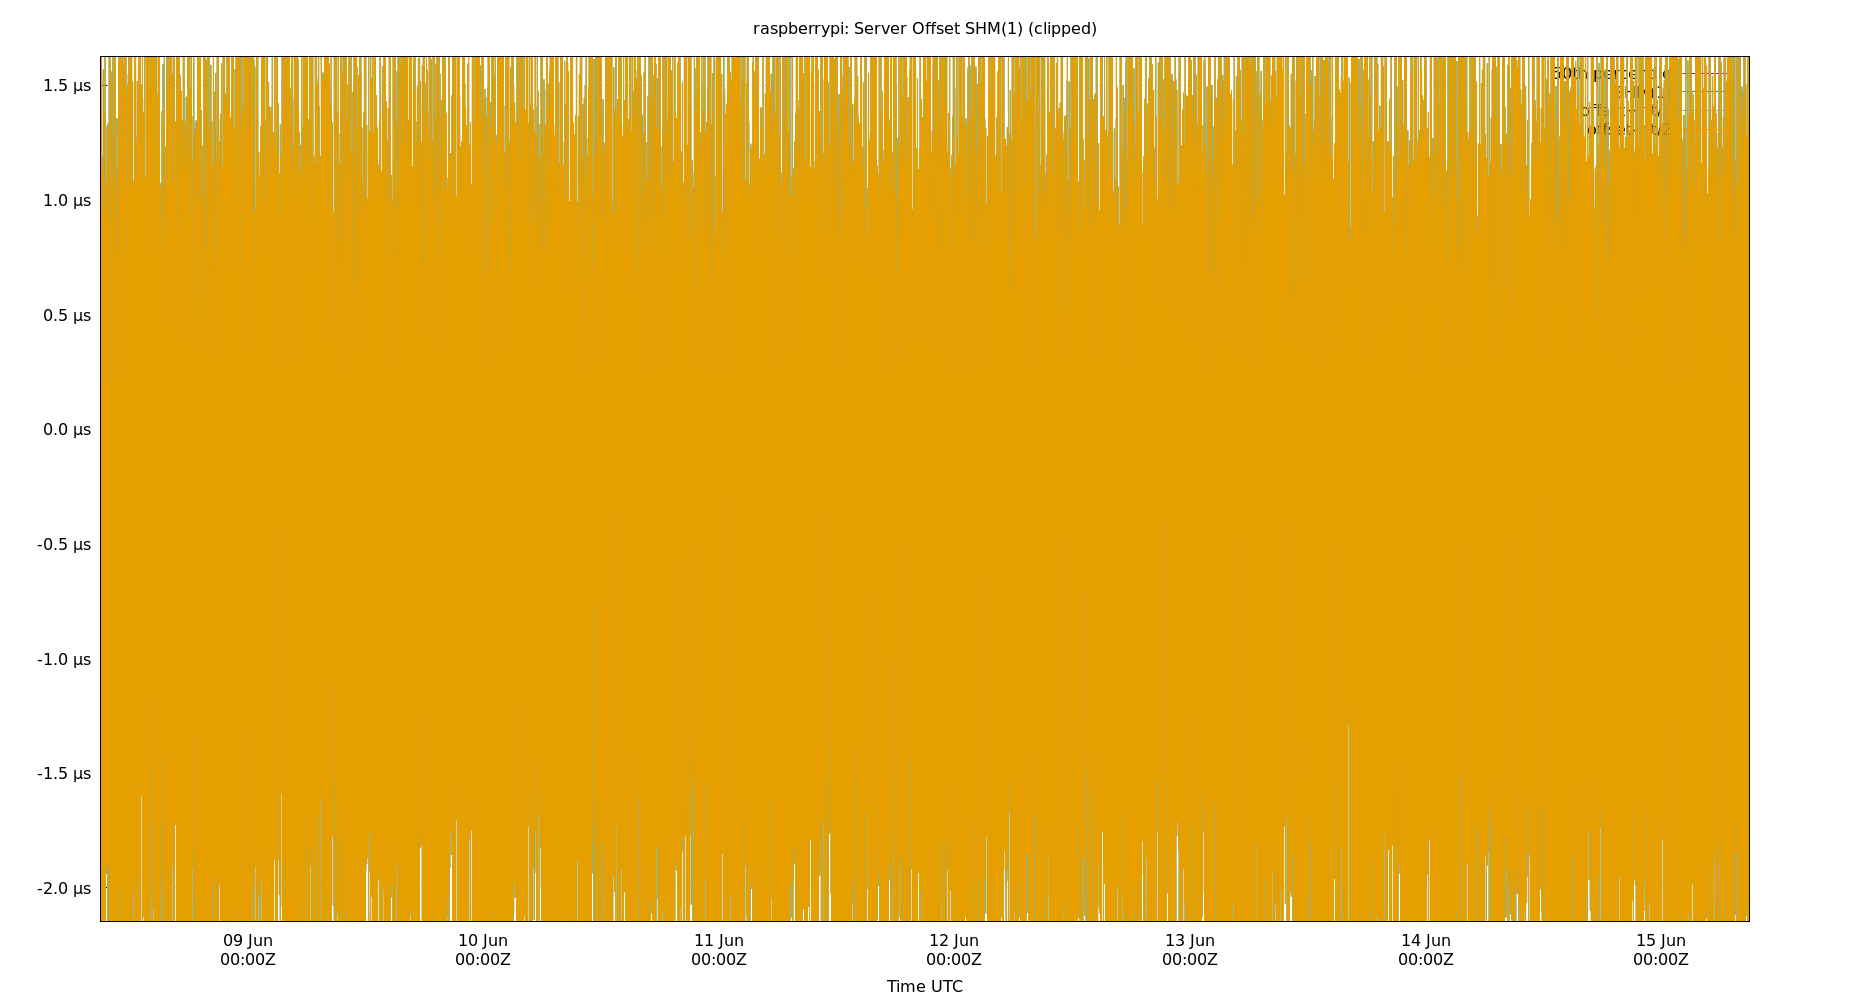 raspberrypi: Server Offset SHM(1) (clipped)
1.5 µs
1.0 µs
0.5 µs
0.0 µs
-0.5 µs
-1.0 µs
-1.5 µs
-2.0 µs
09 Jun 10 Jun 11 Jun 12 Jun 13 Jun 14 Jun 15 Jun
00:00Z 00:00Z 00:00Z 00:00Z 00:00Z 00:00Z 00:00Z
Time UTC